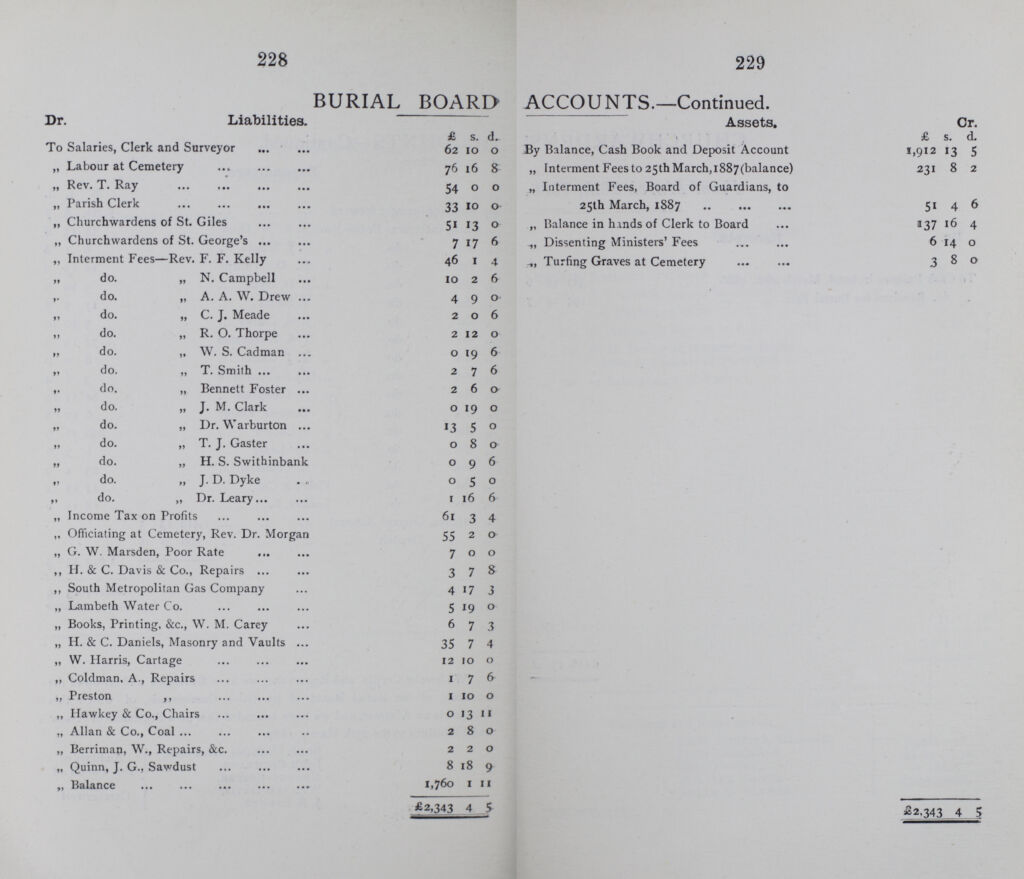 228
BURIAL BOARD
Dr. Liabilities.
£ s. d.
To Salaries, Clerk and Surveyor ... ... 62 10 0
„ Labour at Cemetery ... ... ... 76 16 8
„ Rev. T. Ray ... ... ... ... 54 0 0
„ Parish Clerk ... ... ... ... 33 10 0
„ Churchwardens of St. Giles ... ... 51 13 0
„ Churchwardens of St. George's ... ... 7 17 6
„ Interment Fees—Rev. F. F. Kelly ... 46 1 4
„ do. „ N. Campbell ... 10 2 6
„ do. „ A. A. W. Drew ... 4 9 0
„ do. „ C. J. Meade ... 2 0 6
„ do. „ R. O. Thorpe ... 2 12 0
„ do. „ W. S. Cadman ... 0 19 6
„ do. „ T. Smith ... ... 2 7 6
„ do. „ Bennett Foster ... 2 6 0
„ do. „ J. M. Clark ... 0 19 0
„ do. „ Dr. Warburton ... 13 5 0
„ do. „ T. J. Gaster ... 0 8 0
„ do. „ H. S. Swithinbank 0 9 6
„ do. „ J. D. Dyke ... 0 5 0
„ do. „ Dr. Leary ... ... 1 16 6
„ Income Tax on Profits ... ... ... 61 3 4
„ Officiating at Cemetery, Rev. Dr. Morgan 55 2 0
„ G. W. Marsden, Poor Rate ... ... 7 0 0
„ H. & C. Davis & Co., Repairs ... ... 3 7 8
„ South Metropolitan Gas Company ... 4 17 3
„ Lambeth Water Co. ... ... ... 5 19 0
„ Books, Printing, &c., W. M. Carey ... 6 7 3
„ H. & C. Daniels, Masonry and Vaults ... 35 7 4
„ W. Harris, Cartage ... ... ... 12 10 0
„ Coldman, A., Repairs ... ... ... 1 7 6
„ Preston „ ... ... ... 1 10 0
„ Hawkey & Co., Chairs ... ... ... 0 13 11
„ Allan & Co., Coal ... ... ... ... 2 8 0
„ Berriman, W., Repairs, &c. ... ... 2 2 0
„ Quinn, J. G., Sawdust ... ... ... 8 18 9
„ Balance ... ... ... ... ... 1,760 1 11
£2,343 4 5
229
ACCOUNTS.—Continued.
Assets. Cr.
£ s. d.
By Balance, Cash Book and Deposit Account 1,912 13 5
„ Interment Fees to 25th March, 1887 (balance) 231 8 2
„ Interment Fees, Board of Guardians, to
25th March, 1887 ... ... ... 51 4 6
„ Balance in hands of Clerk to Board ... 137 16 4
„ Dissenting Ministers' Fees ... ... 6 14 0
„ Turfing Graves at Cemetery ... ... 3 8 0
£2,343 4 5